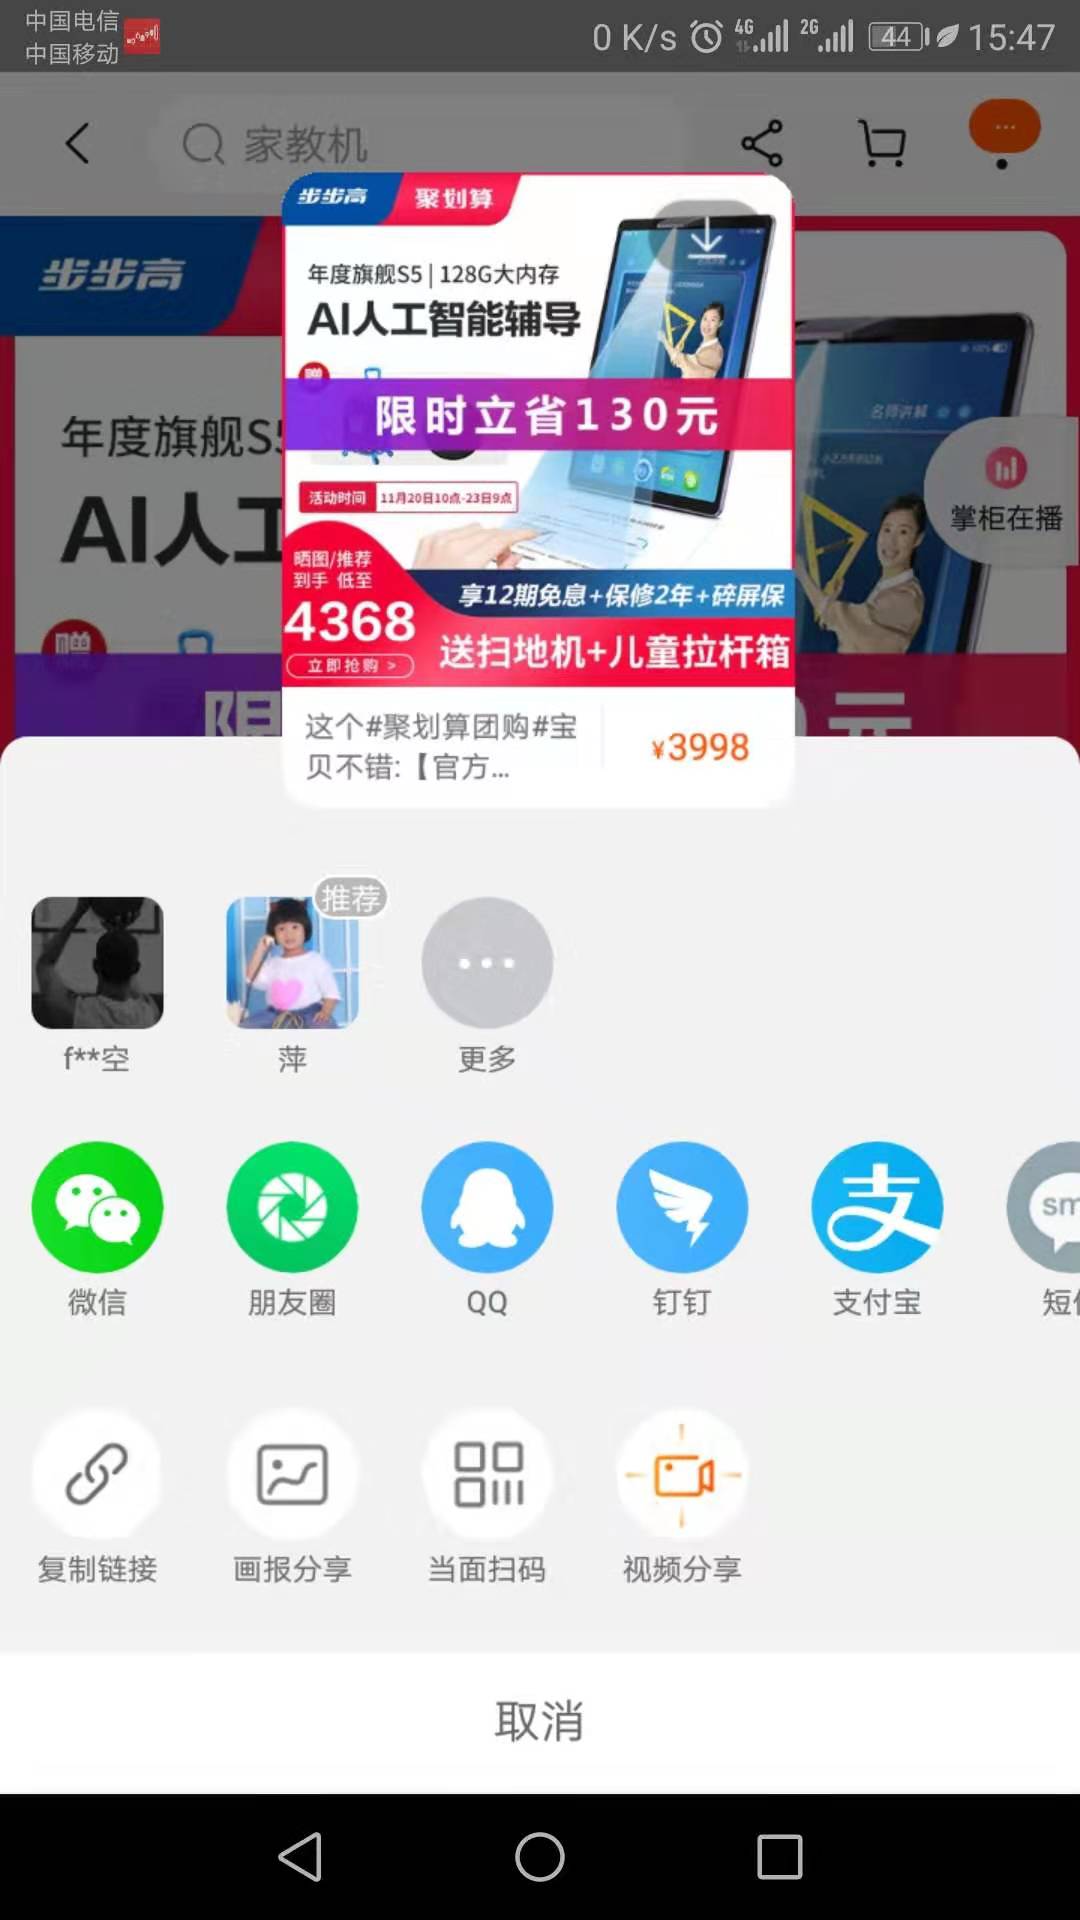 中国电信
中国移动
0 K/s 4G 2G 44 15:47
家教机
步步高 聚划算
步步高
年度旗舰S5 | 128G大内存
AI人工智能辅导
赠
限时立省130元
活动时间 11月20日10点-23日9点
晒图/推荐
到手 低至
4368
立即抢购 >
享12期免息+保修2年+碎屏保
送扫地机+儿童拉杆箱
年度旗舰S5
AI人工
赠
限
元
名师讲解
掌柜在播
这个#聚划算团购#宝
贝不错:【官方...
¥3998
推荐
f**空
萍
更多
微信
朋友圈
QQ
钉钉
支付宝
短信
复制链接
画报分享
当面扫码
视频分享
取消